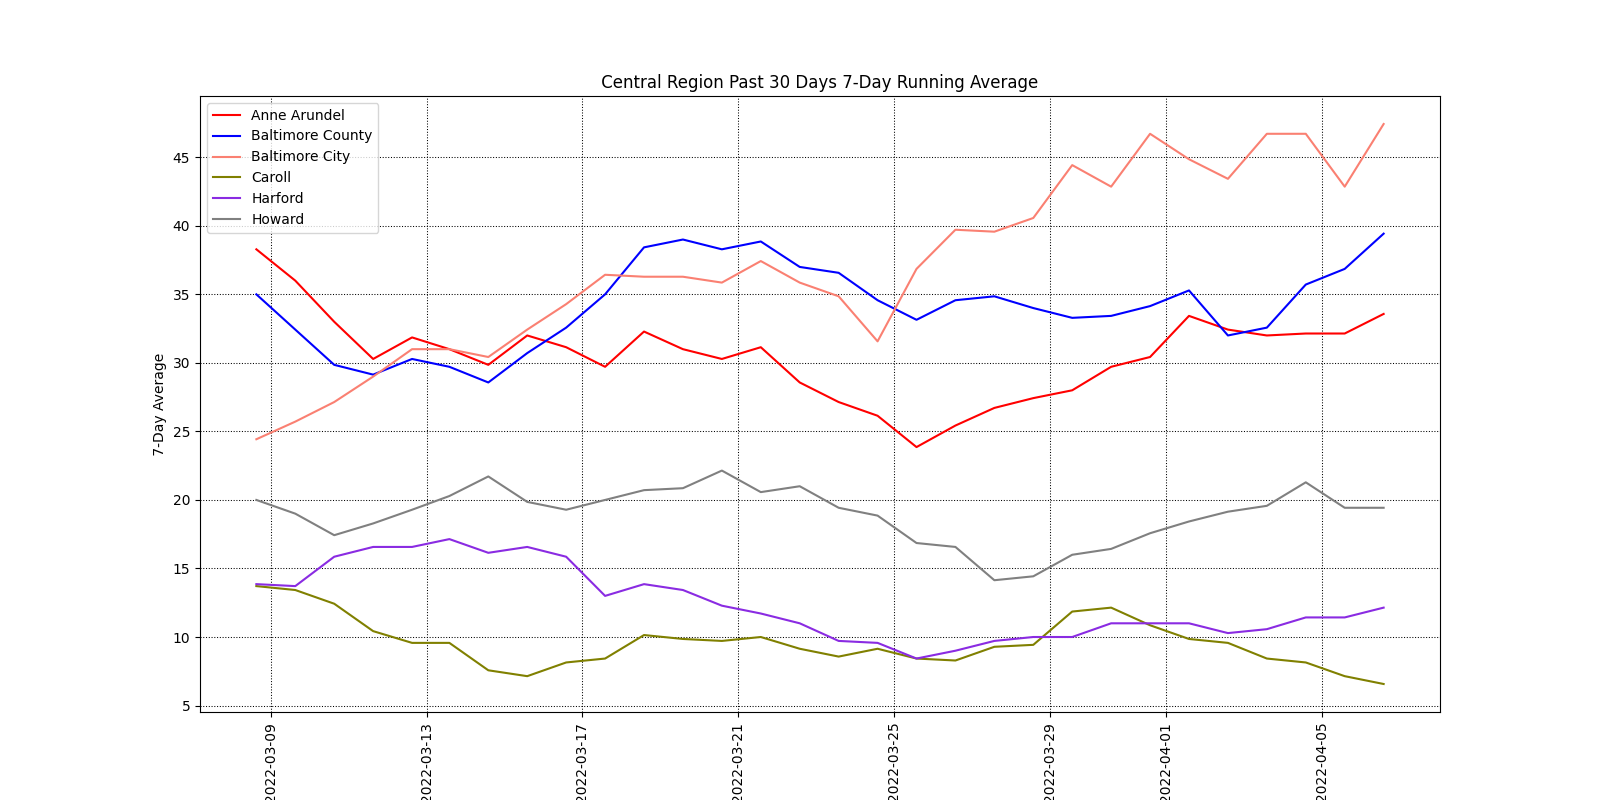 Central Region Past 30 Days 7-Day Running Average
Anne Arundel
Baltimore County
Baltimore City
Caroll
Harford
Howard
7-Day Average
45
40
35
30
25
20
15
10
5
2022-03-09
2022-03-13
2022-03-17
2022-03-21
2022-03-25
2022-03-29
2022-04-01
2022-04-05